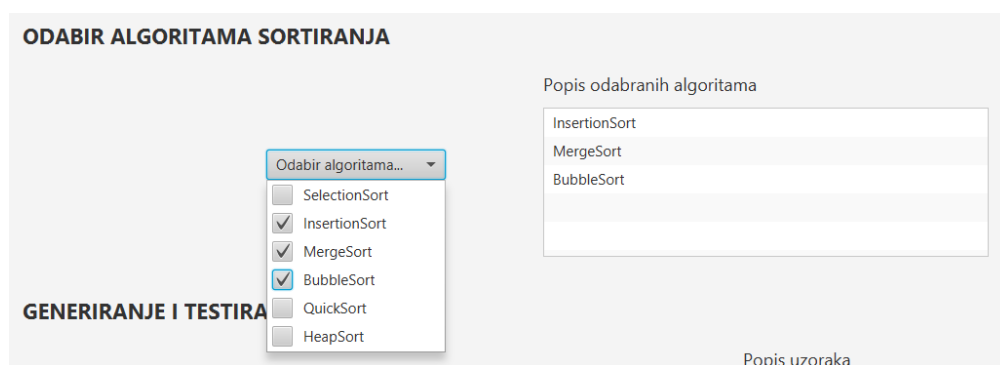 ODABIR ALGORITAMA SORTIRANJA
Popis odabranih algoritama
InsertionSort
MergeSort
BubbleSort
Odabir algoritama...
SelectionSort
InsertionSort
MergeSort
BubbleSort
QuickSort
HeapSort
GENERIRANJE I TESTIRA
Popis uzoraka